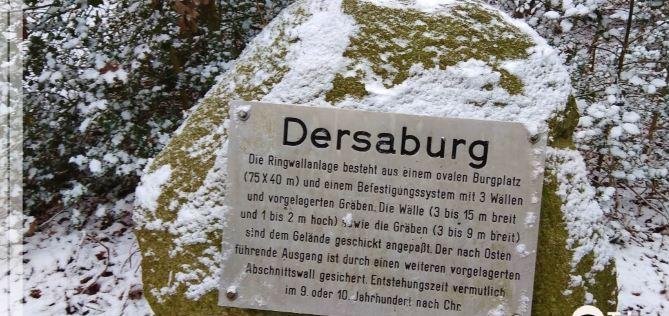 Dersaburg
Die Ringwallanlage besteht aus einem ovalen Burgplatz
(75 X 40 m) und einem Befestigungssystem mit 3 Wällen
und vorgelagerten Gräben. Die Wälle (3 bis 15 m breit
und 1 bis 2 m hoch) sowie die Gräben (3 bis 9 m breit)
sind dem Gelände geschickt angepaßt. Der nach Osten
führende Ausgang ist durch einen weiteren vorgelagerten
Abschnittswall gesichert. Entstehungszeit vermutlich
im 9. oder 10. Jahrhundert nach Chr.